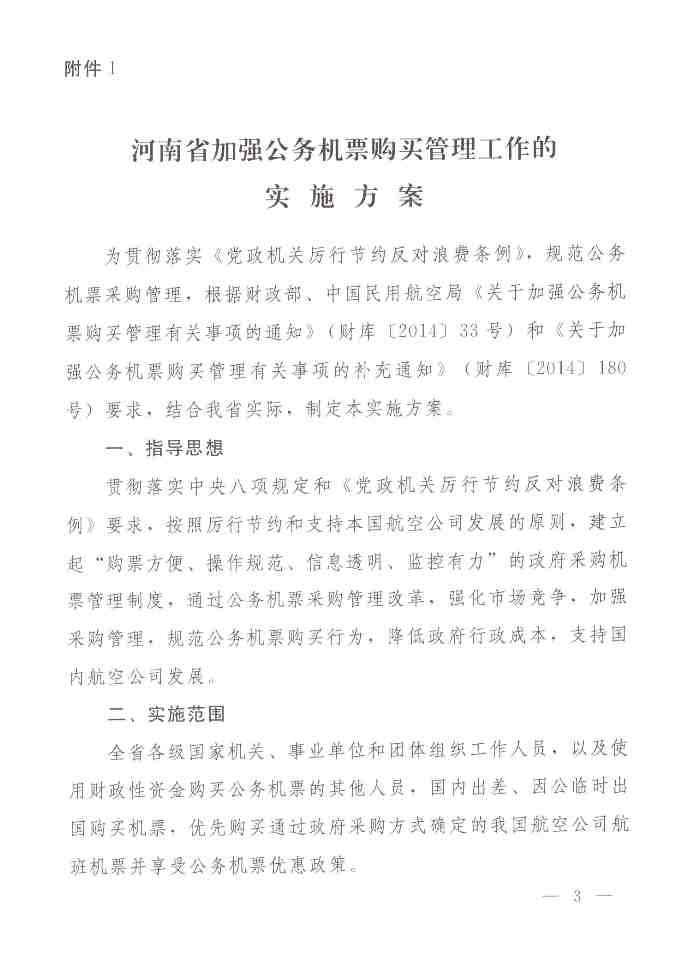 附件 1
河南省加强公务机票购买管理工作的
实施方案
为贯彻落实《党政机关厉行节约反对浪费条例》，规范公务
机票采购管理，根据财政部、中国民用航空局《关于加强公务机
票购买管理有关事项的通知》（财库〔2014〕33 号）和《关于加
强公务机票购买管理有关事项的补充通知》（财库〔2014〕180
号）要求，结合我省实际，制定本实施方案。
一、指导思想
贯彻落实中央八项规定和《党政机关厉行节约反对浪费条
例》要求，按照厉行节约和支持本国航空公司发展的原则，建立
起“购票方便、操作规范、信息透明、监控有力”的政府采购机
票管理制度，通过公务机票采购管理改革，强化市场竞争，加强
采购管理，规范公务机票购买行为，降低政府行政成本，支持国
内航空公司发展。
二、实施范围
全省各级国家机关、事业单位和团体组织工作人员，以及使
用财政性资金购买公务机票的其他人员，国内出差、因公临时出
国购买机票，优先购买通过政府采购方式确定的我国航空公司航
班机票并享受公务机票优惠政策。
— 3 —